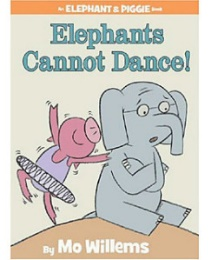 An ELEPHANT & PIGGIE Book
Elephants
Cannot Dance!
By Mo Willems